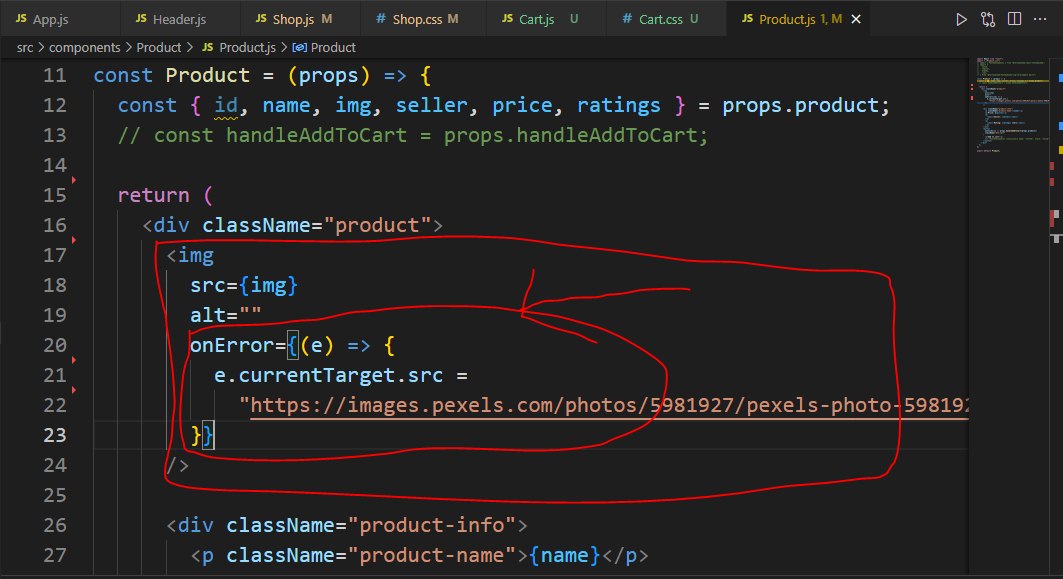 JS App.js JS Header.js JS Shop.js M # Shop.css M JS Cart.js U # Cart.css U JS Product.js 1, M
src > components > Product > JS Product.js > Product
11 const Product = (props) => {
12 const { id, name, img, seller, price, ratings } = props.product;
13 // const handleAddToCart = props.handleAddToCart;
14
15 return (
16 <div className="product">
17 <img
18 src={img}
19 alt=""
20 onError={(e) => {
21 e.currentTarget.src =
22 "https://images.pexels.com/photos/5981927/pexels-photo-598192
23 }}
24 />
25
26 <div className="product-info">
27 <p className="product-name">{name}</p>